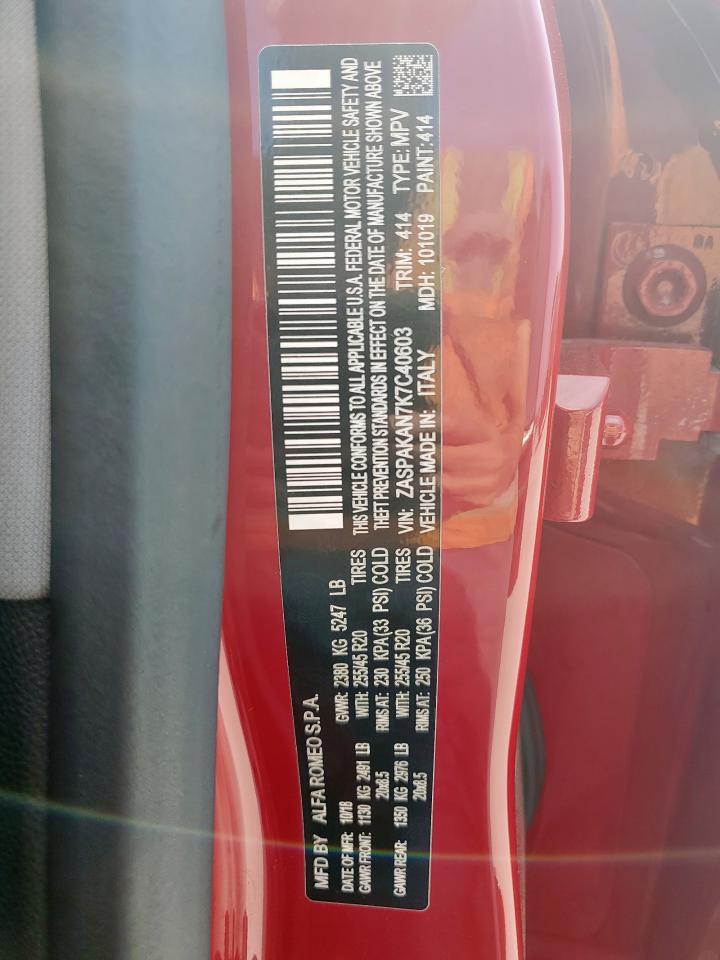 MFD BY ALFA ROMEO S.P.A.
DATE OF MFR: 10/18 GVWR: 2380 KG 5247 LB
GAWR FRONT: 1130 KG 2491 LB WITH: 255/45 R20 TIRES
20x8.5 RIMS AT: 230 KPA(33 PSI) COLD
GAWR REAR: 1350 KG 2976 LB WITH: 255/45 R20 TIRES
20x8.5 RIMS AT: 250 KPA(36 PSI) COLD
THIS VEHICLE CONFORMS TO ALL APPLICABLE U.S.A. FEDERAL MOTOR VEHICLE SAFETY AND
THEFT PREVENTION STANDARDS IN EFFECT ON THE DATE OF MANUFACTURE SHOWN ABOVE
VIN: ZASPAKAN7K7C40603 TRIM: 414 TYPE: MPV
VEHICLE MADE IN: ITALY MDH: 101019 PAINT: 414